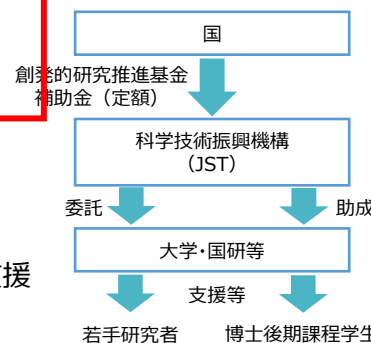 国
創発的研究推進基金
補助金（定額）
科学技術振興機構
（JST）
委託
助成
大学・国研等
援
支援等
若手研究者
博士後期課程学生